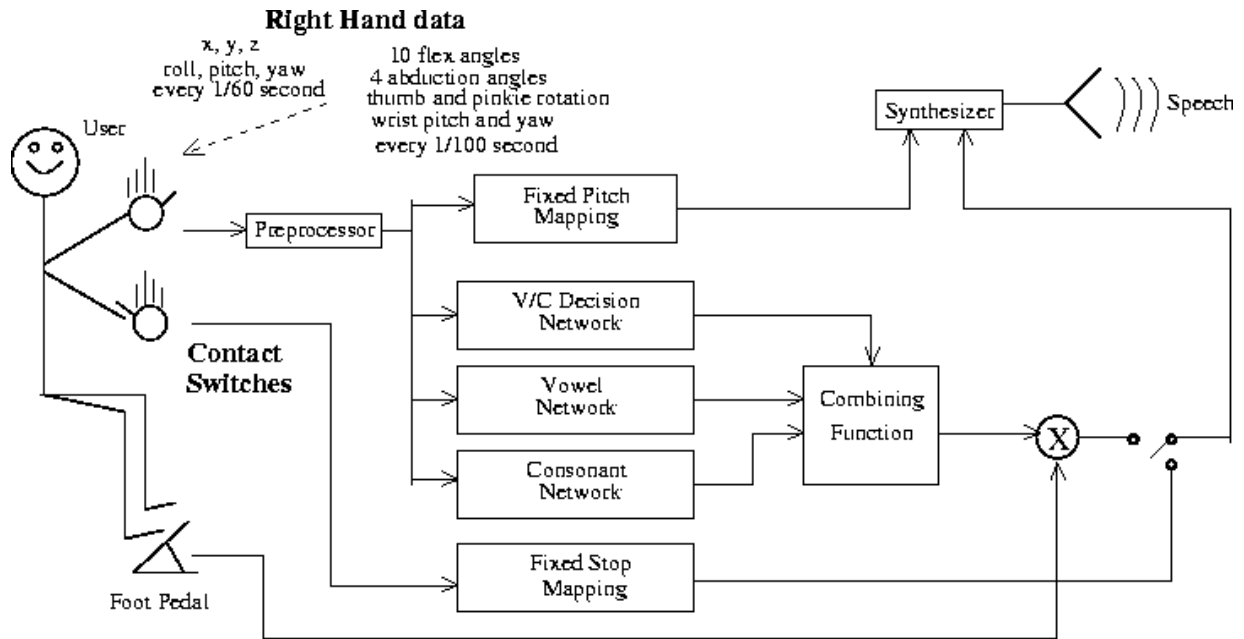 Right Hand data
x, y, z
roll, pitch, yaw
every 1/60 second
10 flex angles
4 abduction angles
thumb and pinkie rotation
wrist pitch and yaw
every 1/100 second
User
Synthesizer
Speech
Preprocessor
Fixed Pitch
Mapping
V/C Decision
Network
Contact
Switches
Vowel
Network
Combining
Function
X
Consonant
Network
Fixed Stop
Mapping
Foot Pedal